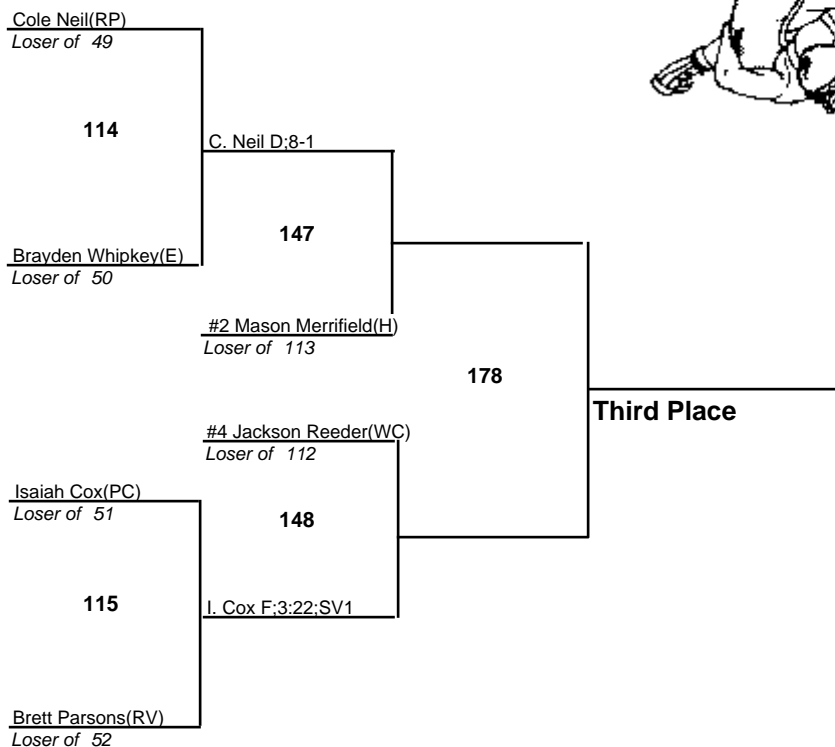 Cole Neil(RP)
Loser of 49
114
C. Neil D;8-1
147
Brayden Whipkey(E)
Loser of 50
#2 Mason Merrifield(H)
Loser of 113
178
Third Place
#4 Jackson Reeder(WC)
Loser of 112
Isaiah Cox(PC)
Loser of 51
148
115
I. Cox F;3:22;SV1
Brett Parsons(RV)
Loser of 52